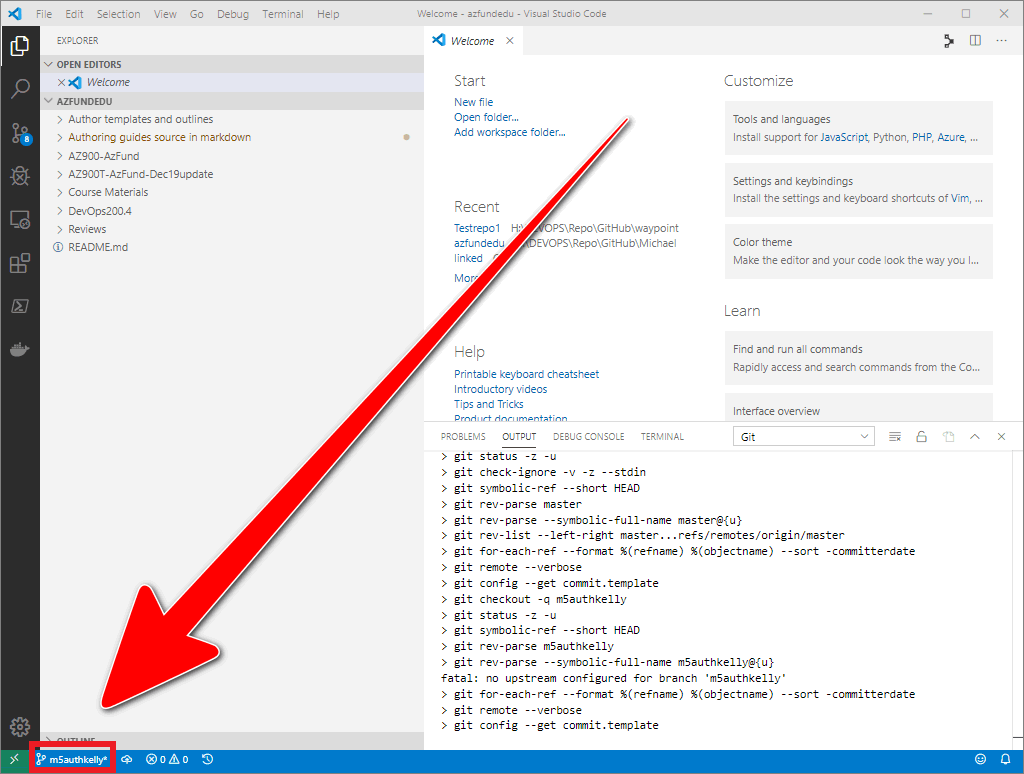 File Edit Selection View Go Debug Terminal Help
Welcome - azfundedu - Visual Studio Code
EXPLORER
OPEN EDITORS
Welcome
AZFUNDEDU
Author templates and outlines
Authoring guides source in markdown
AZ900-AzFund
AZ900T-AzFund-Dec19update
Course Materials
DevOps200.4
Reviews
README.md
8
OUTLINE
Welcome
Start
New file
Open folder...
Add workspace folder...
Recent
Testrepo1 H:\DEVOPS\Repo\GitHub\waypoint
azfundedu DEVOPS\Repo\GitHub\Michael
linked
More
Help
Printable keyboard cheatsheet
Introductory videos
Tips and Tricks
Product documentation
Customize
Tools and languages
Install support for JavaScript, Python, PHP, Azure, ...
Settings and keybindings
Install the settings and keyboard shortcuts of Vim, ...
Color theme
Make the editor and your code look the way you l...
Learn
Find and run all commands
Rapidly access and search commands from the Co...
Interface overview
PROBLEMS OUTPUT DEBUG CONSOLE TERMINAL Git
> git status -z -u
> git check-ignore -v -z --stdin
> git symbolic-ref --short HEAD
> git rev-parse master
> git rev-parse --symbolic-full-name master@{u}
> git rev-list --left-right master...refs/remotes/origin/master
> git for-each-ref --format %(refname) %(objectname) --sort -committerdate
> git remote --verbose
> git config --get commit.template
> git checkout -q m5authkelly
> git status -z -u
> git symbolic-ref --short HEAD
> git rev-parse m5authkelly
> git rev-parse --symbolic-full-name m5authkelly@{u}
fatal: no upstream configured for branch 'm5authkelly'
> git for-each-ref --format %(refname) %(objectname) --sort -committerdate
> git remote --verbose
> git config --get commit.template
m5authkelly* 0 0